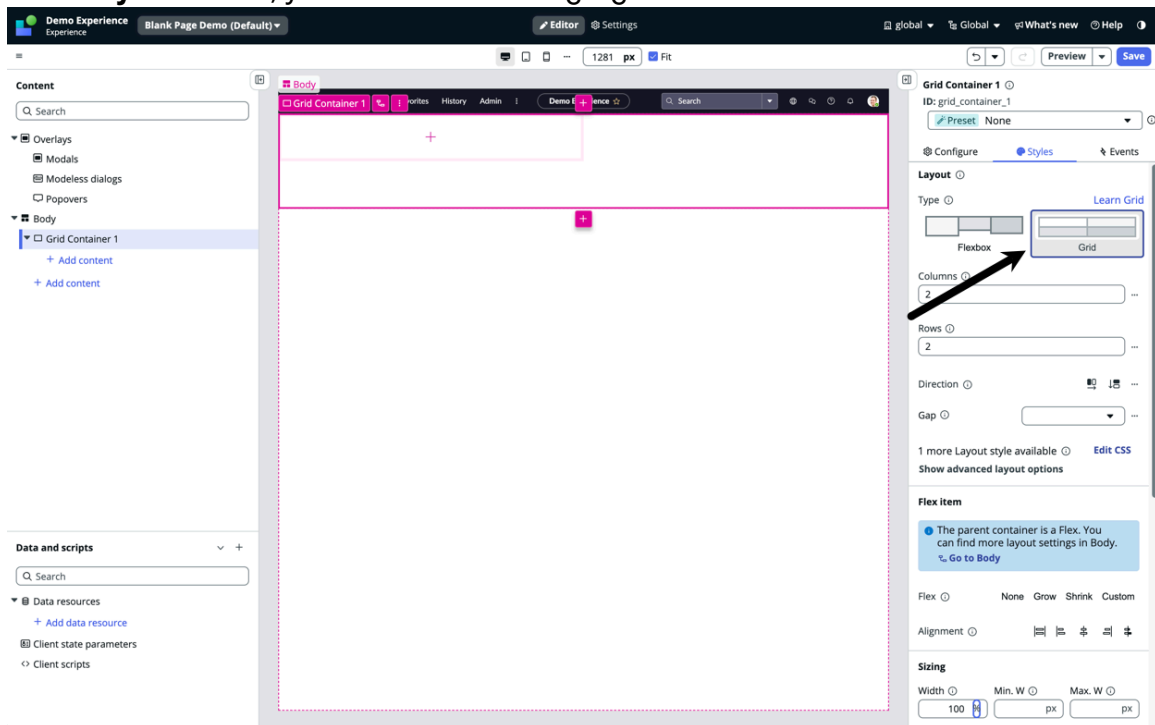 Demo Experience
Experience
Blank Page Demo (Default)
Editor
Settings
global
Global
What's new
Help
1281 px
Fit
Preview
Save
Content
Search
Overlays
Modals
Modeless dialogs
Popovers
Body
Grid Container 1
+ Add content
+ Add content
Data and scripts
Search
Data resources
+ Add data resource
Client state parameters
Client scripts
Body
Grid Container 1
History
Admin
Search
Grid Container 1
ID: grid_container_1
Preset None
Configure
Styles
Events
Layout
Type
Learn Grid
Flexbox
Grid
Columns
2
Rows
2
Direction
Gap
1 more Layout style available
Edit CSS
Show advanced layout options
Flex item
The parent container is a Flex. You
can find more layout settings in Body.
Go to Body
Flex
None Grow Shrink Custom
Alignment
Sizing
Width
Min. W
Max. W
100 %
px
px